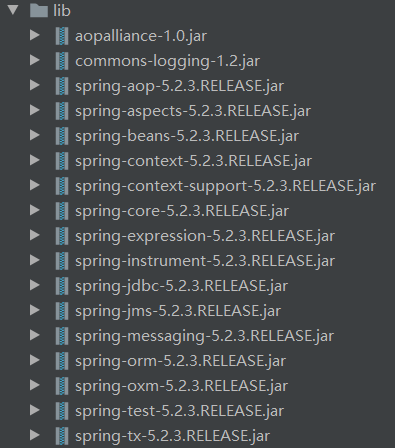 lib
aopalliance-1.0.jar
commons-logging-1.2.jar
spring-aop-5.2.3.RELEASE.jar
spring-aspects-5.2.3.RELEASE.jar
spring-beans-5.2.3.RELEASE.jar
spring-context-5.2.3.RELEASE.jar
spring-context-support-5.2.3.RELEASE.jar
spring-core-5.2.3.RELEASE.jar
spring-expression-5.2.3.RELEASE.jar
spring-instrument-5.2.3.RELEASE.jar
spring-jdbc-5.2.3.RELEASE.jar
spring-jms-5.2.3.RELEASE.jar
spring-messaging-5.2.3.RELEASE.jar
spring-orm-5.2.3.RELEASE.jar
spring-oxm-5.2.3.RELEASE.jar
spring-test-5.2.3.RELEASE.jar
spring-tx-5.2.3.RELEASE.jar